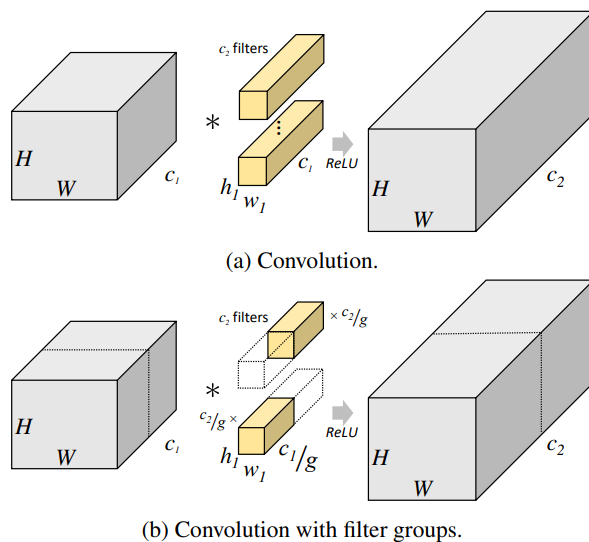 c₂ filters
*
H
W
c₁
h₁
w₁
c₁
ReLU
H
W
c₂
(a) Convolution.
c₂ filters
× c₂/g
*
c₂/g ×
H
W
c₁
h₁
w₁
c₁/g
ReLU
H
W
c₂
(b) Convolution with filter groups.